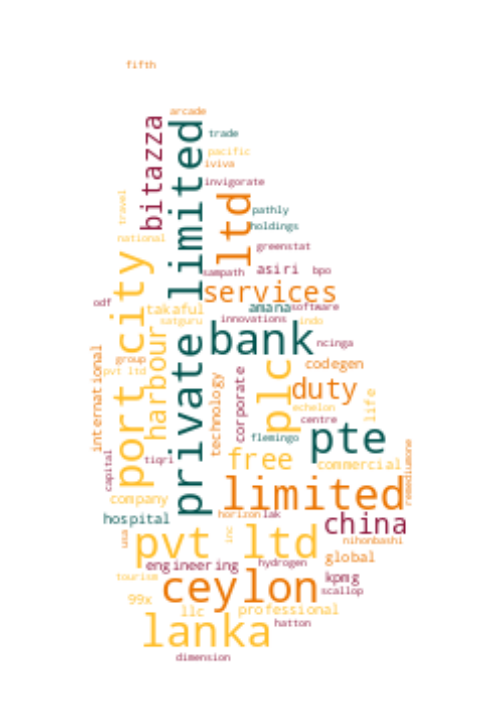 fifth
arcade
bitazza
private limited
trade
pacific
iviva
invigorate
travel
ltd
pathly
holdings
national
greenstat
port city
sampath
asiri
bpo
services
odf
takaful
amana
software
satguru
innovations
indo
harbour
bank
ncinga
international
group
pvt ltd
plc
codegen
technology
corporate
duty
life
echelon
centre
flemingo
pte
capital
tiqri
free
commercial
remediumone
company
limited
hospital
horizon
lak
china
usa
pvt ltd
inc
nihonbashi
engineering
hydrogen
global
tourism
ceylon
kpmg
scallop
99x
llc
professional
lanka
hatton
dimension